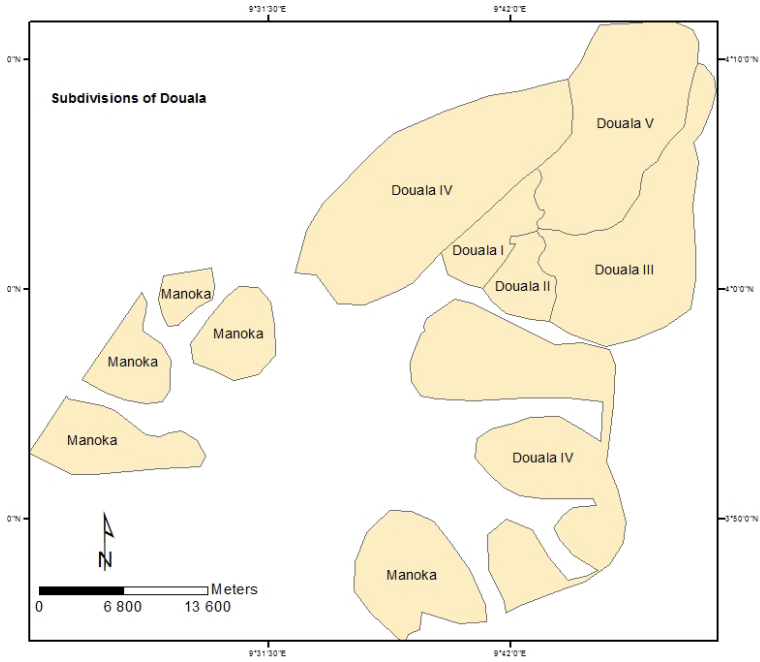 9°31'30"E 9°42'0"E
0"N 4°10'0"N
Subdivisions of Douala
Douala V
Douala IV
Douala I
Douala II
Douala III
0"N 4°0'0"N
Manoka
Manoka
Manoka
Manoka
Douala IV
0"N 3°50'0"N
N
Manoka
Meters
0 6 800 13 600
9°31'30"E 9°42'0"E